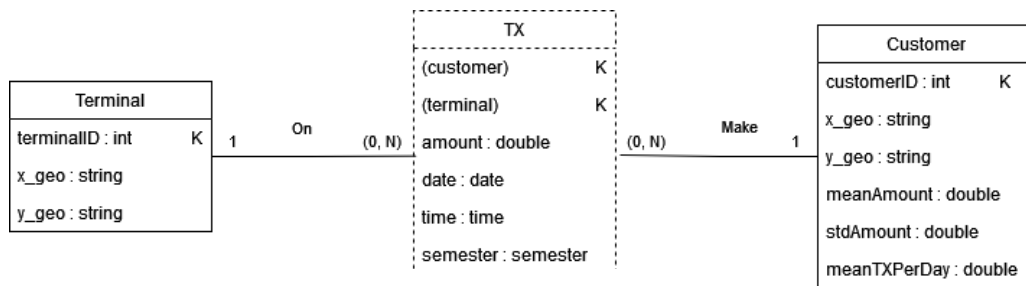 Terminal
terminalID : int K
x_geo : string
y_geo : string
1
On
(0, N)
TX
(customer) K
(terminal) K
amount : double
date : date
time : time
semester : semester
(0, N)
Make
1
Customer
customerID : int K
x_geo : string
y_geo : string
meanAmount : double
stdAmount : double
meanTXPerDay : double